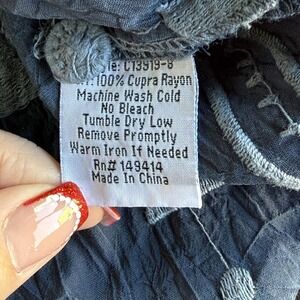 le: C13919-8
: 100% Cupra Rayon
Machine Wash Cold
No Bleach
Tumble Dry Low
Remove Promptly
Warm Iron If Needed
Rn# 149414
Made In China